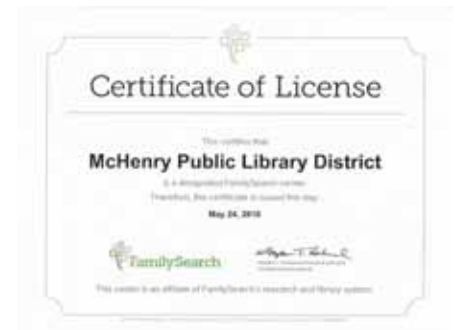 Certificate of License
This certifies that
McHenry Public Library District
is a designated FamilySearch center.
Therefore, this certificate is issued this day
May 24, 2018
FamilySearch
This center is an affiliate of FamilySearch's research and library system.